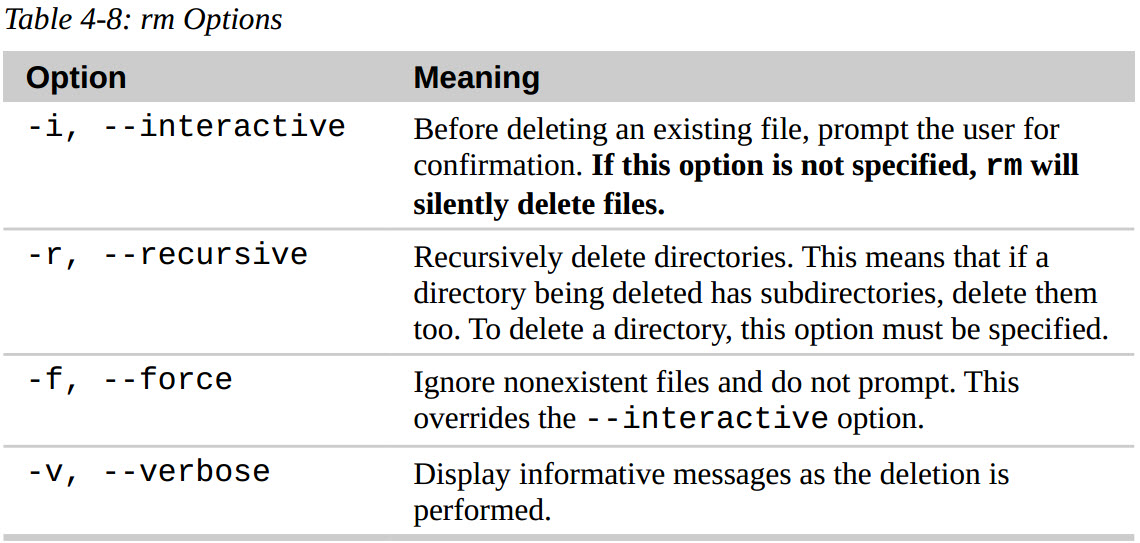 Table 4-8: rm Options
Option Meaning
-i, --interactive Before deleting an existing file, prompt the user for
confirmation. If this option is not specified, rm will
silently delete files.
-r, --recursive Recursively delete directories. This means that if a
directory being deleted has subdirectories, delete them
too. To delete a directory, this option must be specified.
-f, --force Ignore nonexistent files and do not prompt. This
overrides the --interactive option.
-v, --verbose Display informative messages as the deletion is
performed.